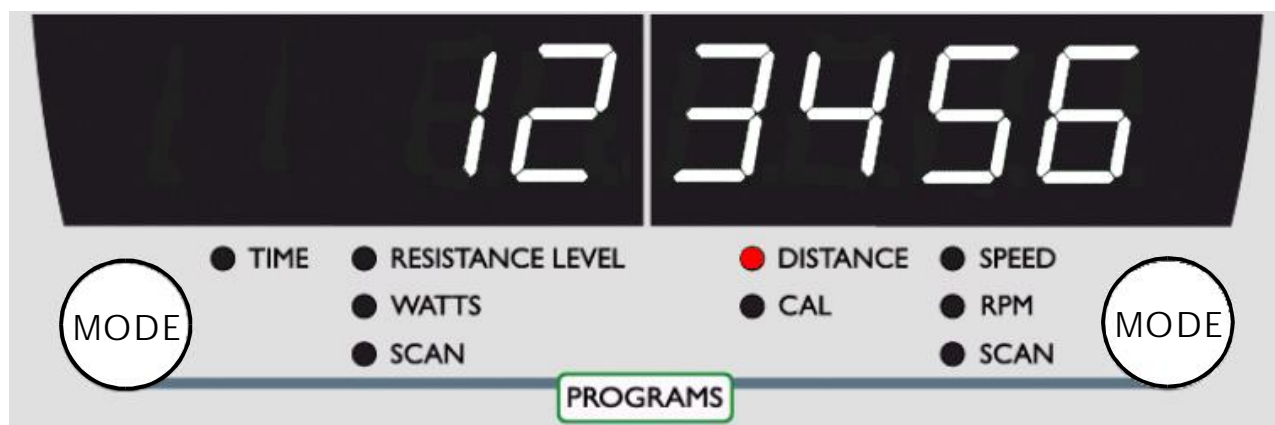 12 3456
TIME RESISTANCE LEVEL DISTANCE SPEED
MODE WATTS CAL RPM MODE
SCAN SCAN
PROGRAMS